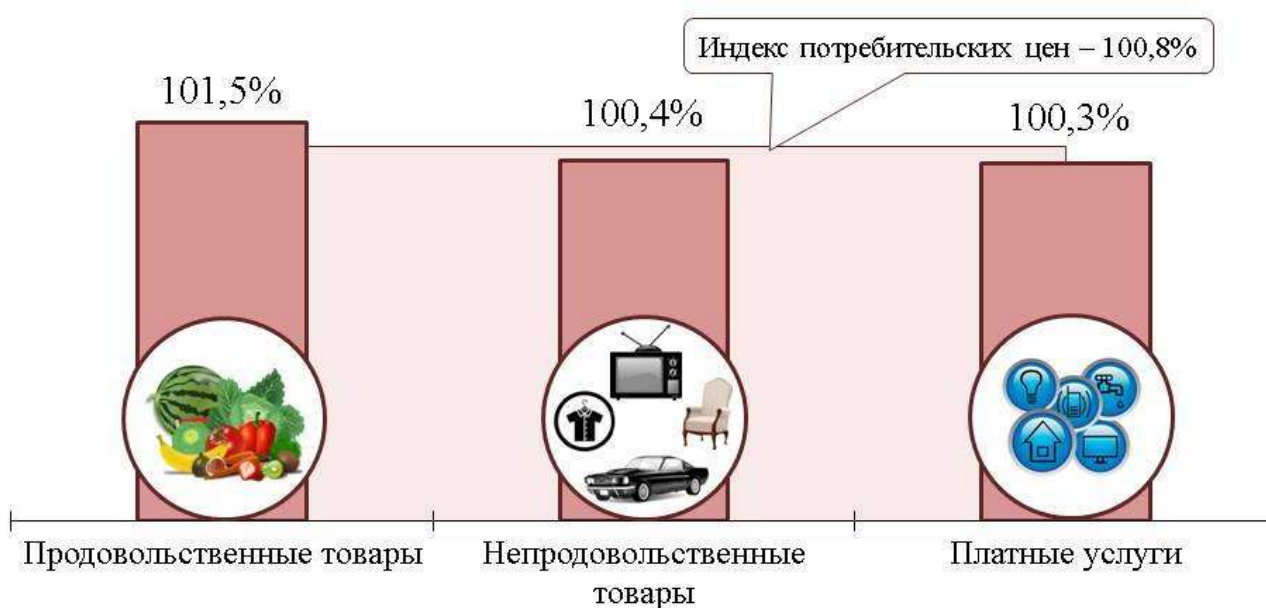 Индекс потребительских цен – 100,8%
101,5%
100,4%
100,3%
Продовольственные товары
Непродовольственные
товары
Платные услуги